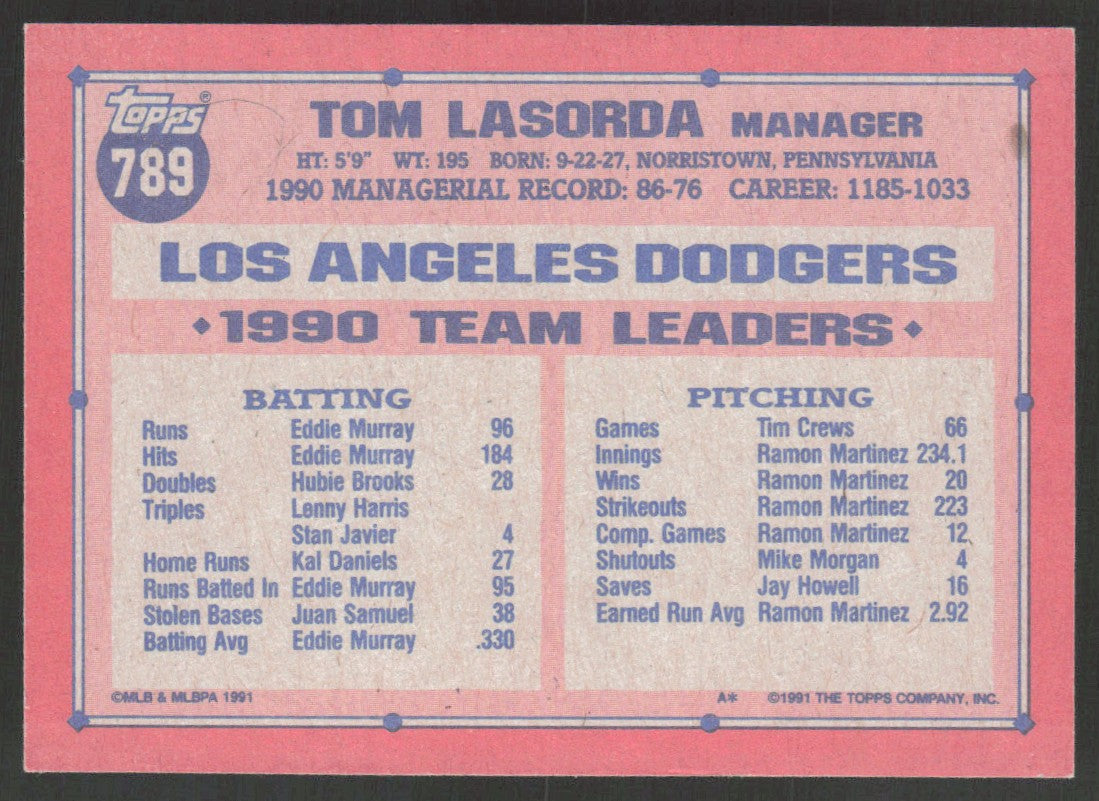 TOPPS®
789
TOM LASORDA MANAGER
HT: 5'9" WT: 195 BORN: 9-22-27, NORRISTOWN, PENNSYLVANIA
1990 MANAGERIAL RECORD: 86-76 CAREER: 1185-1033
LOS ANGELES DODGERS
1990 TEAM LEADERS
BATTING
Runs Eddie Murray 96
Hits Eddie Murray 184
Doubles Hubie Brooks 28
Triples Lenny Harris
Stan Javier 4
Home Runs Kal Daniels 27
Runs Batted In Eddie Murray 95
Stolen Bases Juan Samuel 38
Batting Avg Eddie Murray .330
PITCHING
Games Tim Crews 66
Innings Ramon Martinez 234.1
Wins Ramon Martinez 20
Strikeouts Ramon Martinez 223
Comp. Games Ramon Martinez 12
Shutouts Mike Morgan 4
Saves Jay Howell 16
Earned Run Avg Ramon Martinez 2.92
©MLB & MLBPA 1991
A* ©1991 THE TOPPS COMPANY, INC.